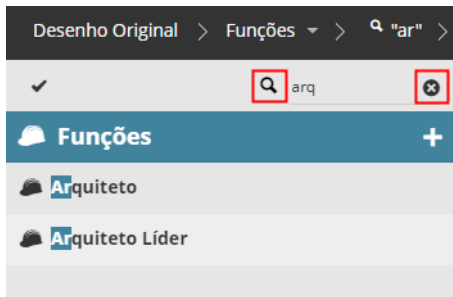 Desenho Original > Funções > "ar" >
arq
Funções +
Arquiteto
Arquiteto Líder